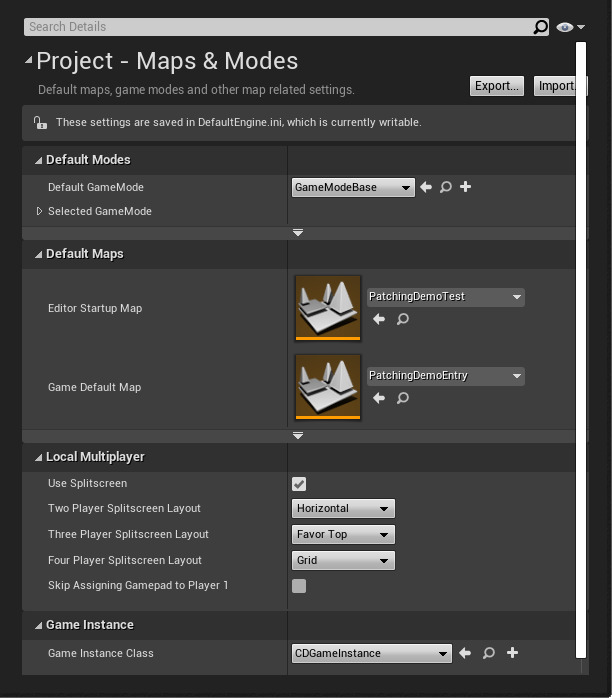 Search Details
Project - Maps & Modes
Default maps, game modes and other map related settings.
Export...
Import
These settings are saved in DefaultEngine.ini, which is currently writable.
Default Modes
Default GameMode
GameModeBase
Selected GameMode
Default Maps
Editor Startup Map
PatchingDemoTest
Game Default Map
PatchingDemoEntry
Local Multiplayer
Use Splitscreen
Two Player Splitscreen Layout
Horizontal
Three Player Splitscreen Layout
Favor Top
Four Player Splitscreen Layout
Grid
Skip Assigning Gamepad to Player 1
Game Instance
Game Instance Class
CDGameInstance